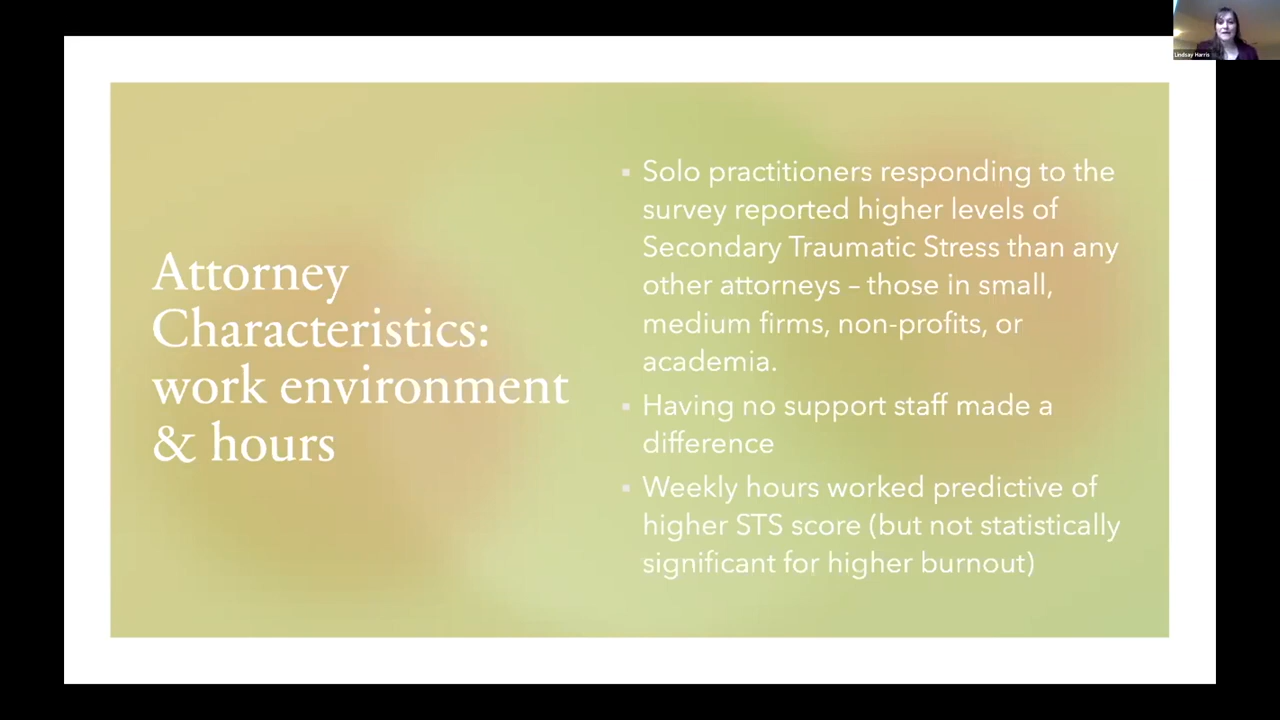 Lindsay Harris
Attorney
Characteristics:
work environment
& hours
▪ Solo practitioners responding to the
survey reported higher levels of
Secondary Traumatic Stress than any
other attorneys – those in small,
medium firms, non-profits, or
academia.
▪ Having no support staff made a
difference
▪ Weekly hours worked predictive of
higher STS score (but not statistically
significant for higher burnout)